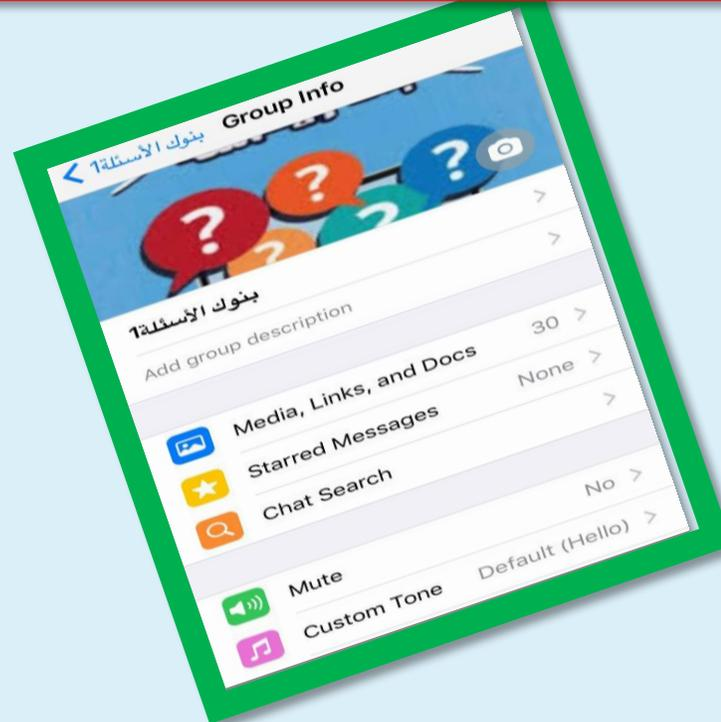 بنوك الأسئلة1 Group Info
? ? ? ? ?
بنوك الأسئلة1
Add group description
Media, Links, and Docs 30
Starred Messages None
Chat Search
Mute No
Custom Tone Default (Hello)